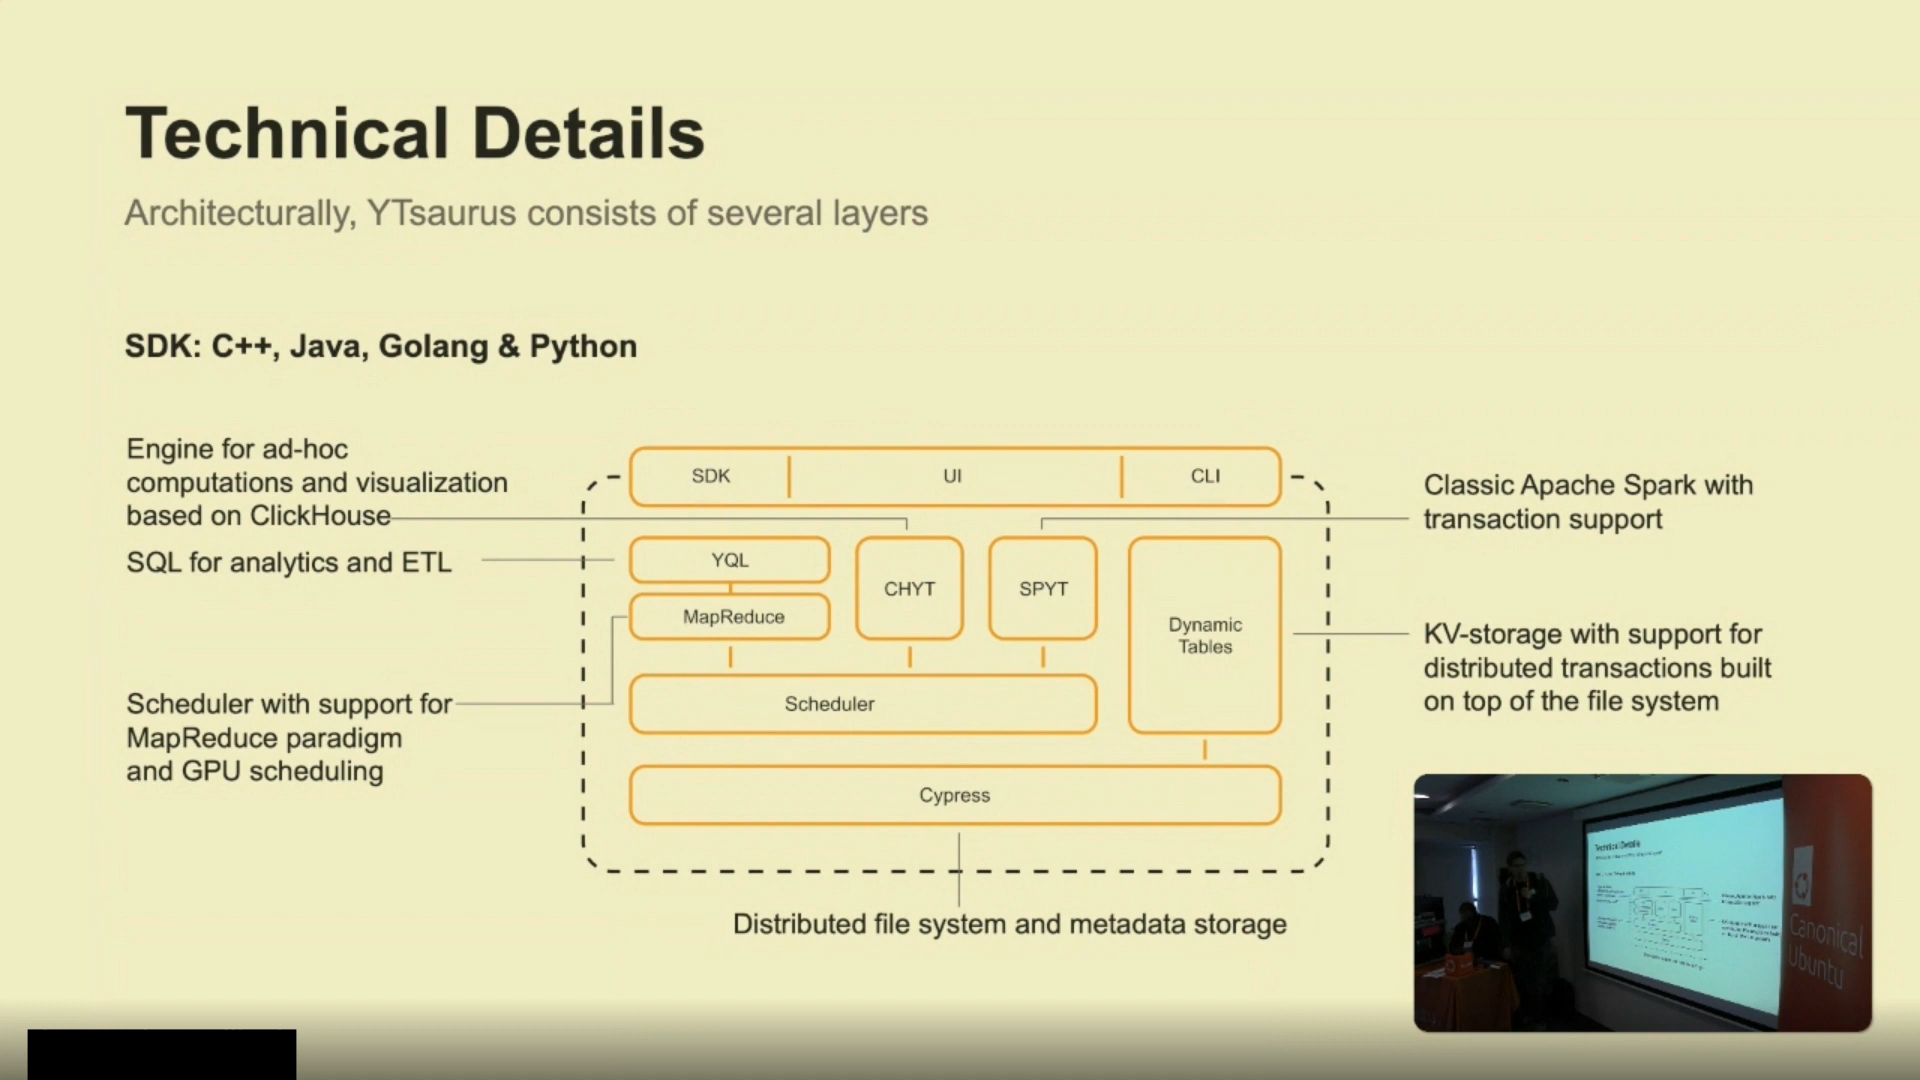 Technical Details
Architecturally, YTsaurus consists of several layers
SDK: C++, Java, Golang & Python
Engine for ad-hoc
computations and visualization
based on ClickHouse
SQL for analytics and ETL
Scheduler with support for
MapReduce paradigm
and GPU scheduling
SDK
UI
CLI
YQL
MapReduce
CHYT
SPYT
Dynamic
Tables
Scheduler
Cypress
Distributed file system and metadata storage
Classic Apache Spark with
transaction support
KV-storage with support for
distributed transactions built
on top of the file system
Technical Details
Canonical
Ubuntu